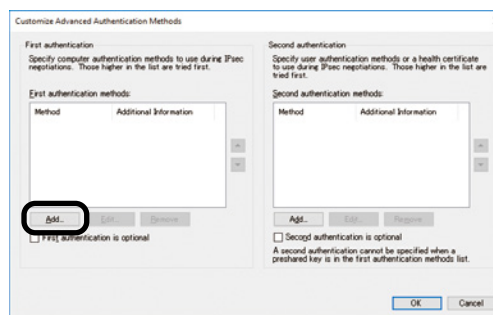 Customize Advanced Authentication Methods
First authentication
Specify computer authentication methods to use during IPsec
negotiations. Those higher in the list are tried first.
First authentication methods:
Method Additional Information
Add... Edit... Remove
First authentication is optional
Second authentication
Specify user authentication methods or a health certificate
to use during IPsec negotiations. Those higher in the list are
tried first.
Second authentication methods:
Method Additional Information
Add... Edit... Remove
Second authentication is optional
A second authentication cannot be specified when a
preshared key is in the first authentication methods list.
OK Cancel